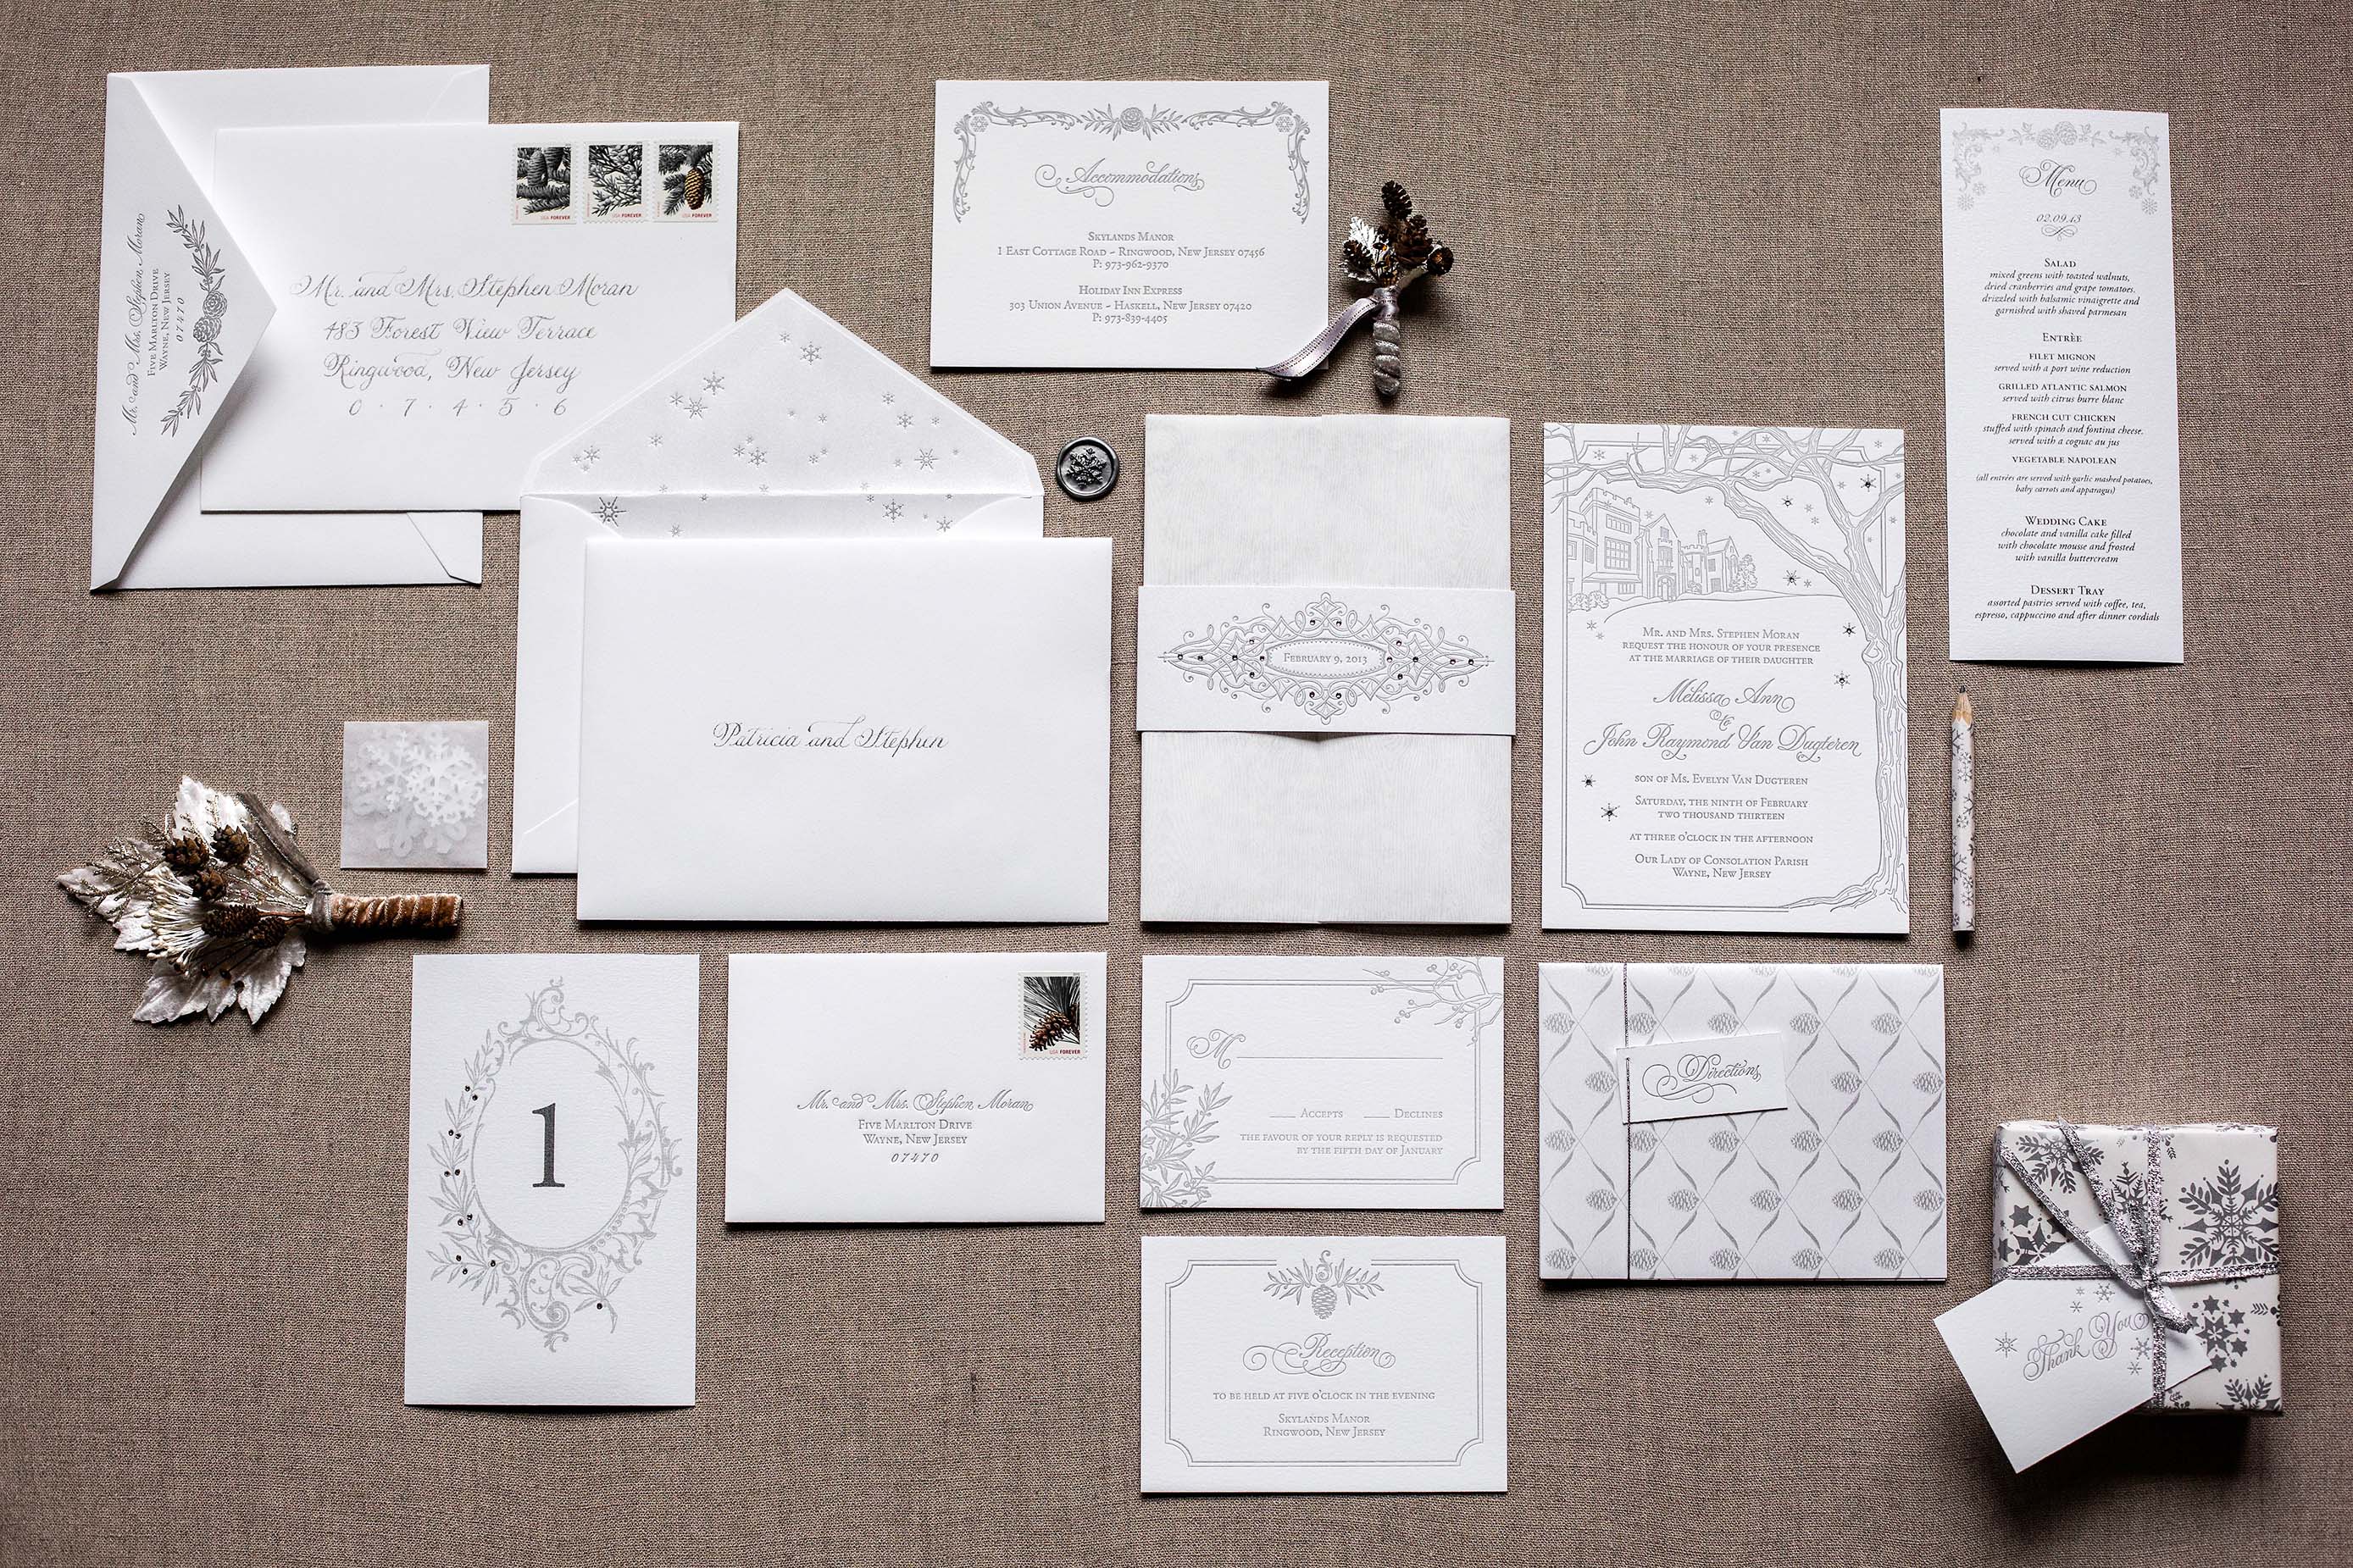 Mr. and Mrs. Stephen Moran
Five Marlton Drive
Wayne, New Jersey
07470
USA FOREVER
USA FOREVER
USA FOREVER
Mr. and Mrs. Stephen Moran
483 Forest View Terrace
Ringwood, New Jersey
0 · 7 · 4 · 5 · 6
Accommodations
Skylands Manor
1 East Cottage Road ~ Ringwood, New Jersey 07456
P: 973-962-9370
Holiday Inn Express
303 Union Avenue ~ Haskell, New Jersey 07420
P: 973-839-4405
Menu
02.09.13
Salad
mixed greens with toasted walnuts,
dried cranberries and grape tomatoes.
drizzled with balsamic vinaigrette and
garnished with shaved parmesan
Entrèe
filet mignon
served with a port wine reduction
grilled atlantic salmon
served with citrus burre blanc
french cut chicken
stuffed with spinach and fontina cheese.
served with a cognac au jus
vegetable napolean
(all entrées are served with garlic mashed potatoes,
baby carrots and apparagus)
Wedding Cake
chocolate and vanilla cake filled
with chocolate mousse and frosted
with vanilla buttercream
Dessert Tray
assorted pastries served with coffee, tea,
espresso, cappuccino and after dinner cordials
Patricia and Stephen
February 9, 2013
Mr. and Mrs. Stephen Moran
request the honour of your presence
at the marriage of their daughter
Melissa Ann
to
John Raymond Van Dugteren
son of Ms. Evelyn Van Dugteren
Saturday, the ninth of February
two thousand thirteen
at three o'clock in the afternoon
Our Lady of Consolation Parish
Wayne, New Jersey
1
USA FOREVER
Mr. and Mrs. Stephen Moran
Five Marlton Drive
Wayne, New Jersey
07470
M
Accepts Declines
the favour of your reply is requested
by the fifth day of January
Directions
Reception
to be held at five o'clock in the evening
Skylands Manor
Ringwood, New Jersey
Thank You